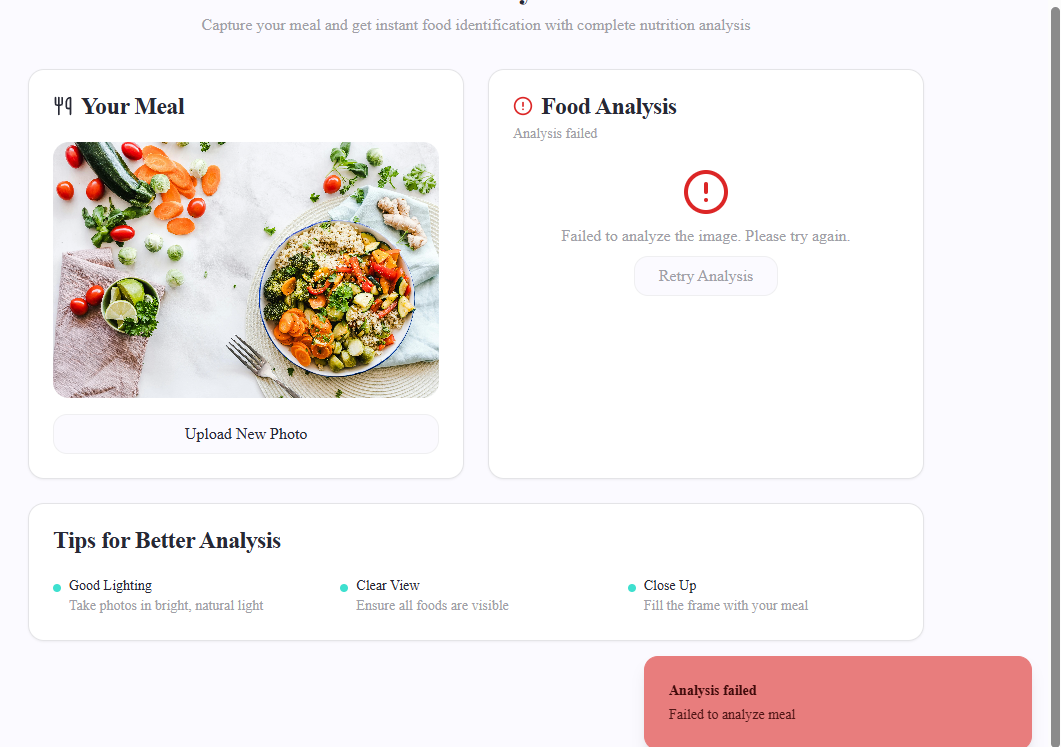 Capture your meal and get instant food identification with complete nutrition analysis
Your Meal
Upload New Photo
Food Analysis
Analysis failed
Failed to analyze the image. Please try again.
Retry Analysis
Tips for Better Analysis
Good Lighting
Take photos in bright, natural light
Clear View
Ensure all foods are visible
Close Up
Fill the frame with your meal
Analysis failed
Failed to analyze meal